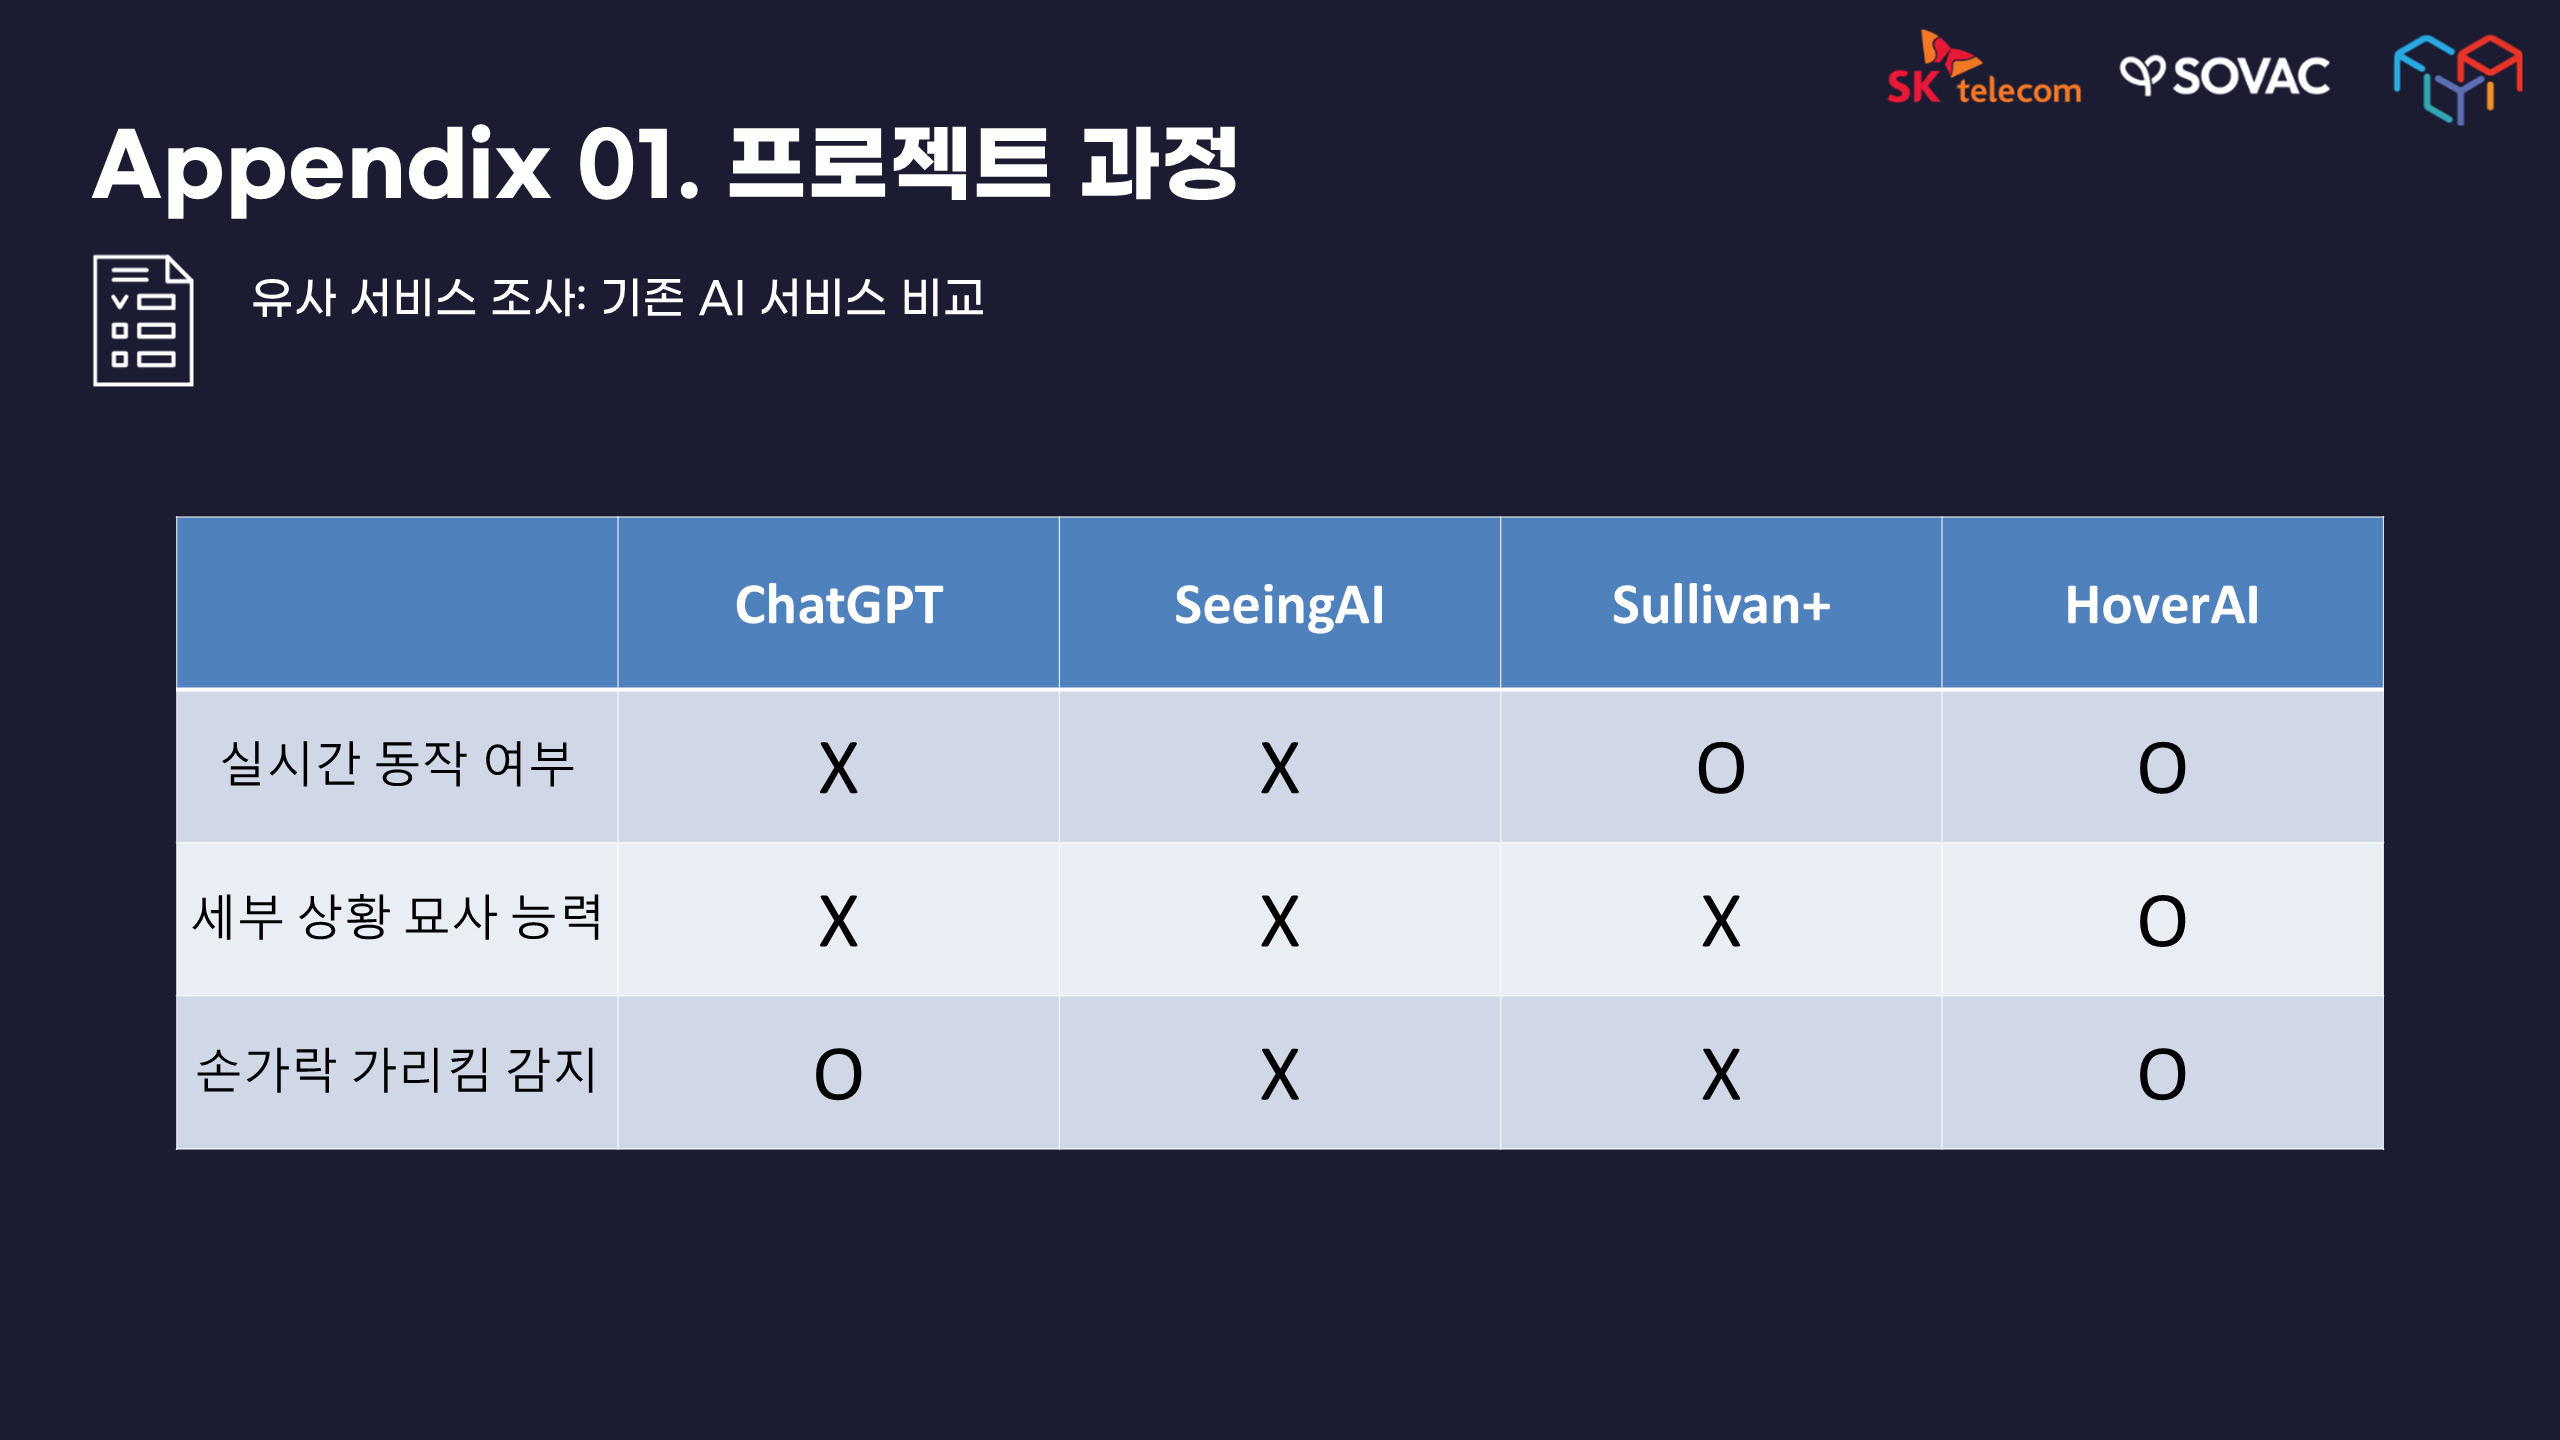 SK telecom
SOVAC
Appendix 01. 프로젝트 과정
유사 서비스 조사: 기존 AI 서비스 비교
ChatGPT SeeingAI Sullivan+ HoverAI
실시간 동작 여부 X X O O
세부 상황 묘사 능력 X X X O
손가락 가리킴 감지 O X X O